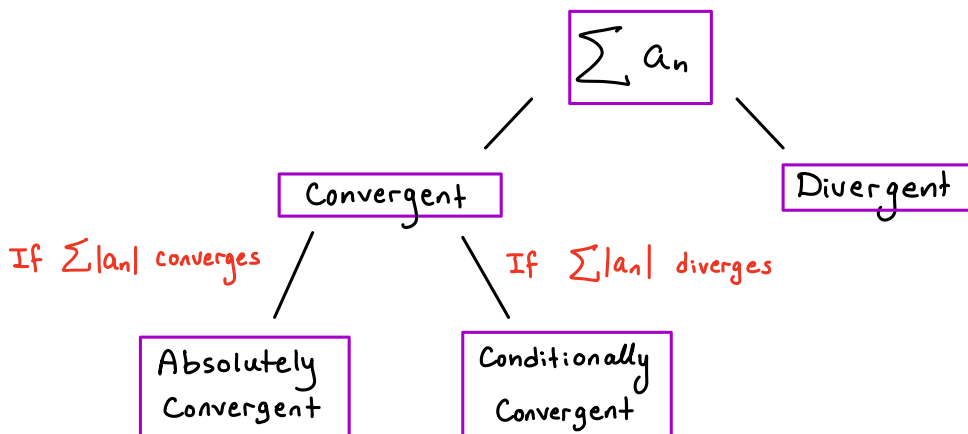 ∑ aₙ
Convergent
Divergent
If ∑|aₙ| converges
If ∑|aₙ| diverges
Absolutely
Convergent
Conditionally
Convergent